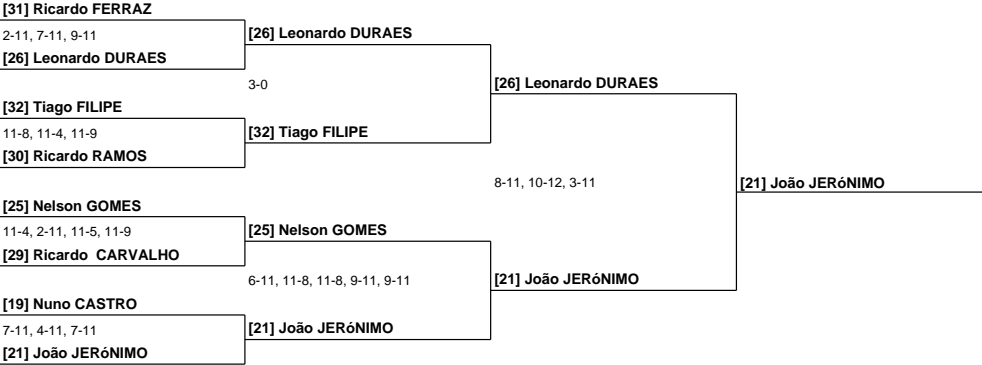 [31] Ricardo FERRAZ
2-11, 7-11, 9-11
[26] Leonardo DURAES
[26] Leonardo DURAES
3-0
[26] Leonardo DURAES
[32] Tiago FILIPE
11-8, 11-4, 11-9
[32] Tiago FILIPE
[30] Ricardo RAMOS
8-11, 10-12, 3-11
[21] João JERóNIMO
[25] Nelson GOMES
11-4, 2-11, 11-5, 11-9
[25] Nelson GOMES
[29] Ricardo  CARVALHO
6-11, 11-8, 11-8, 9-11, 9-11
[21] João JERóNIMO
[19] Nuno CASTRO
7-11, 4-11, 7-11
[21] João JERóNIMO
[21] João JERóNIMO